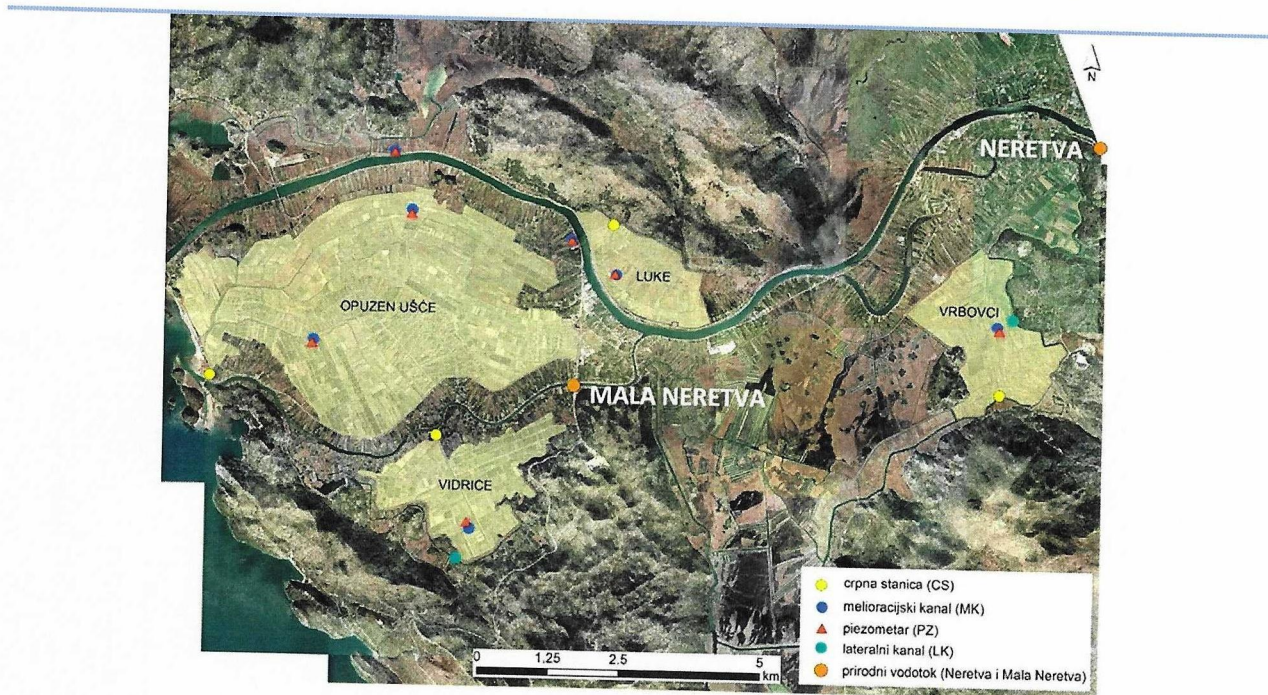 N
NERETVA
LUKE
OPUZEN UŠĆE
VRBOVCI
MALA NERETVA
VIDRICE
crpna stanica (CS)
melioracijski kanal (MK)
piezometar (PZ)
lateralni kanal (LK)
prirodni vodotok (Neretva i Mala Neretva)
0 1,25 2.5 5
km